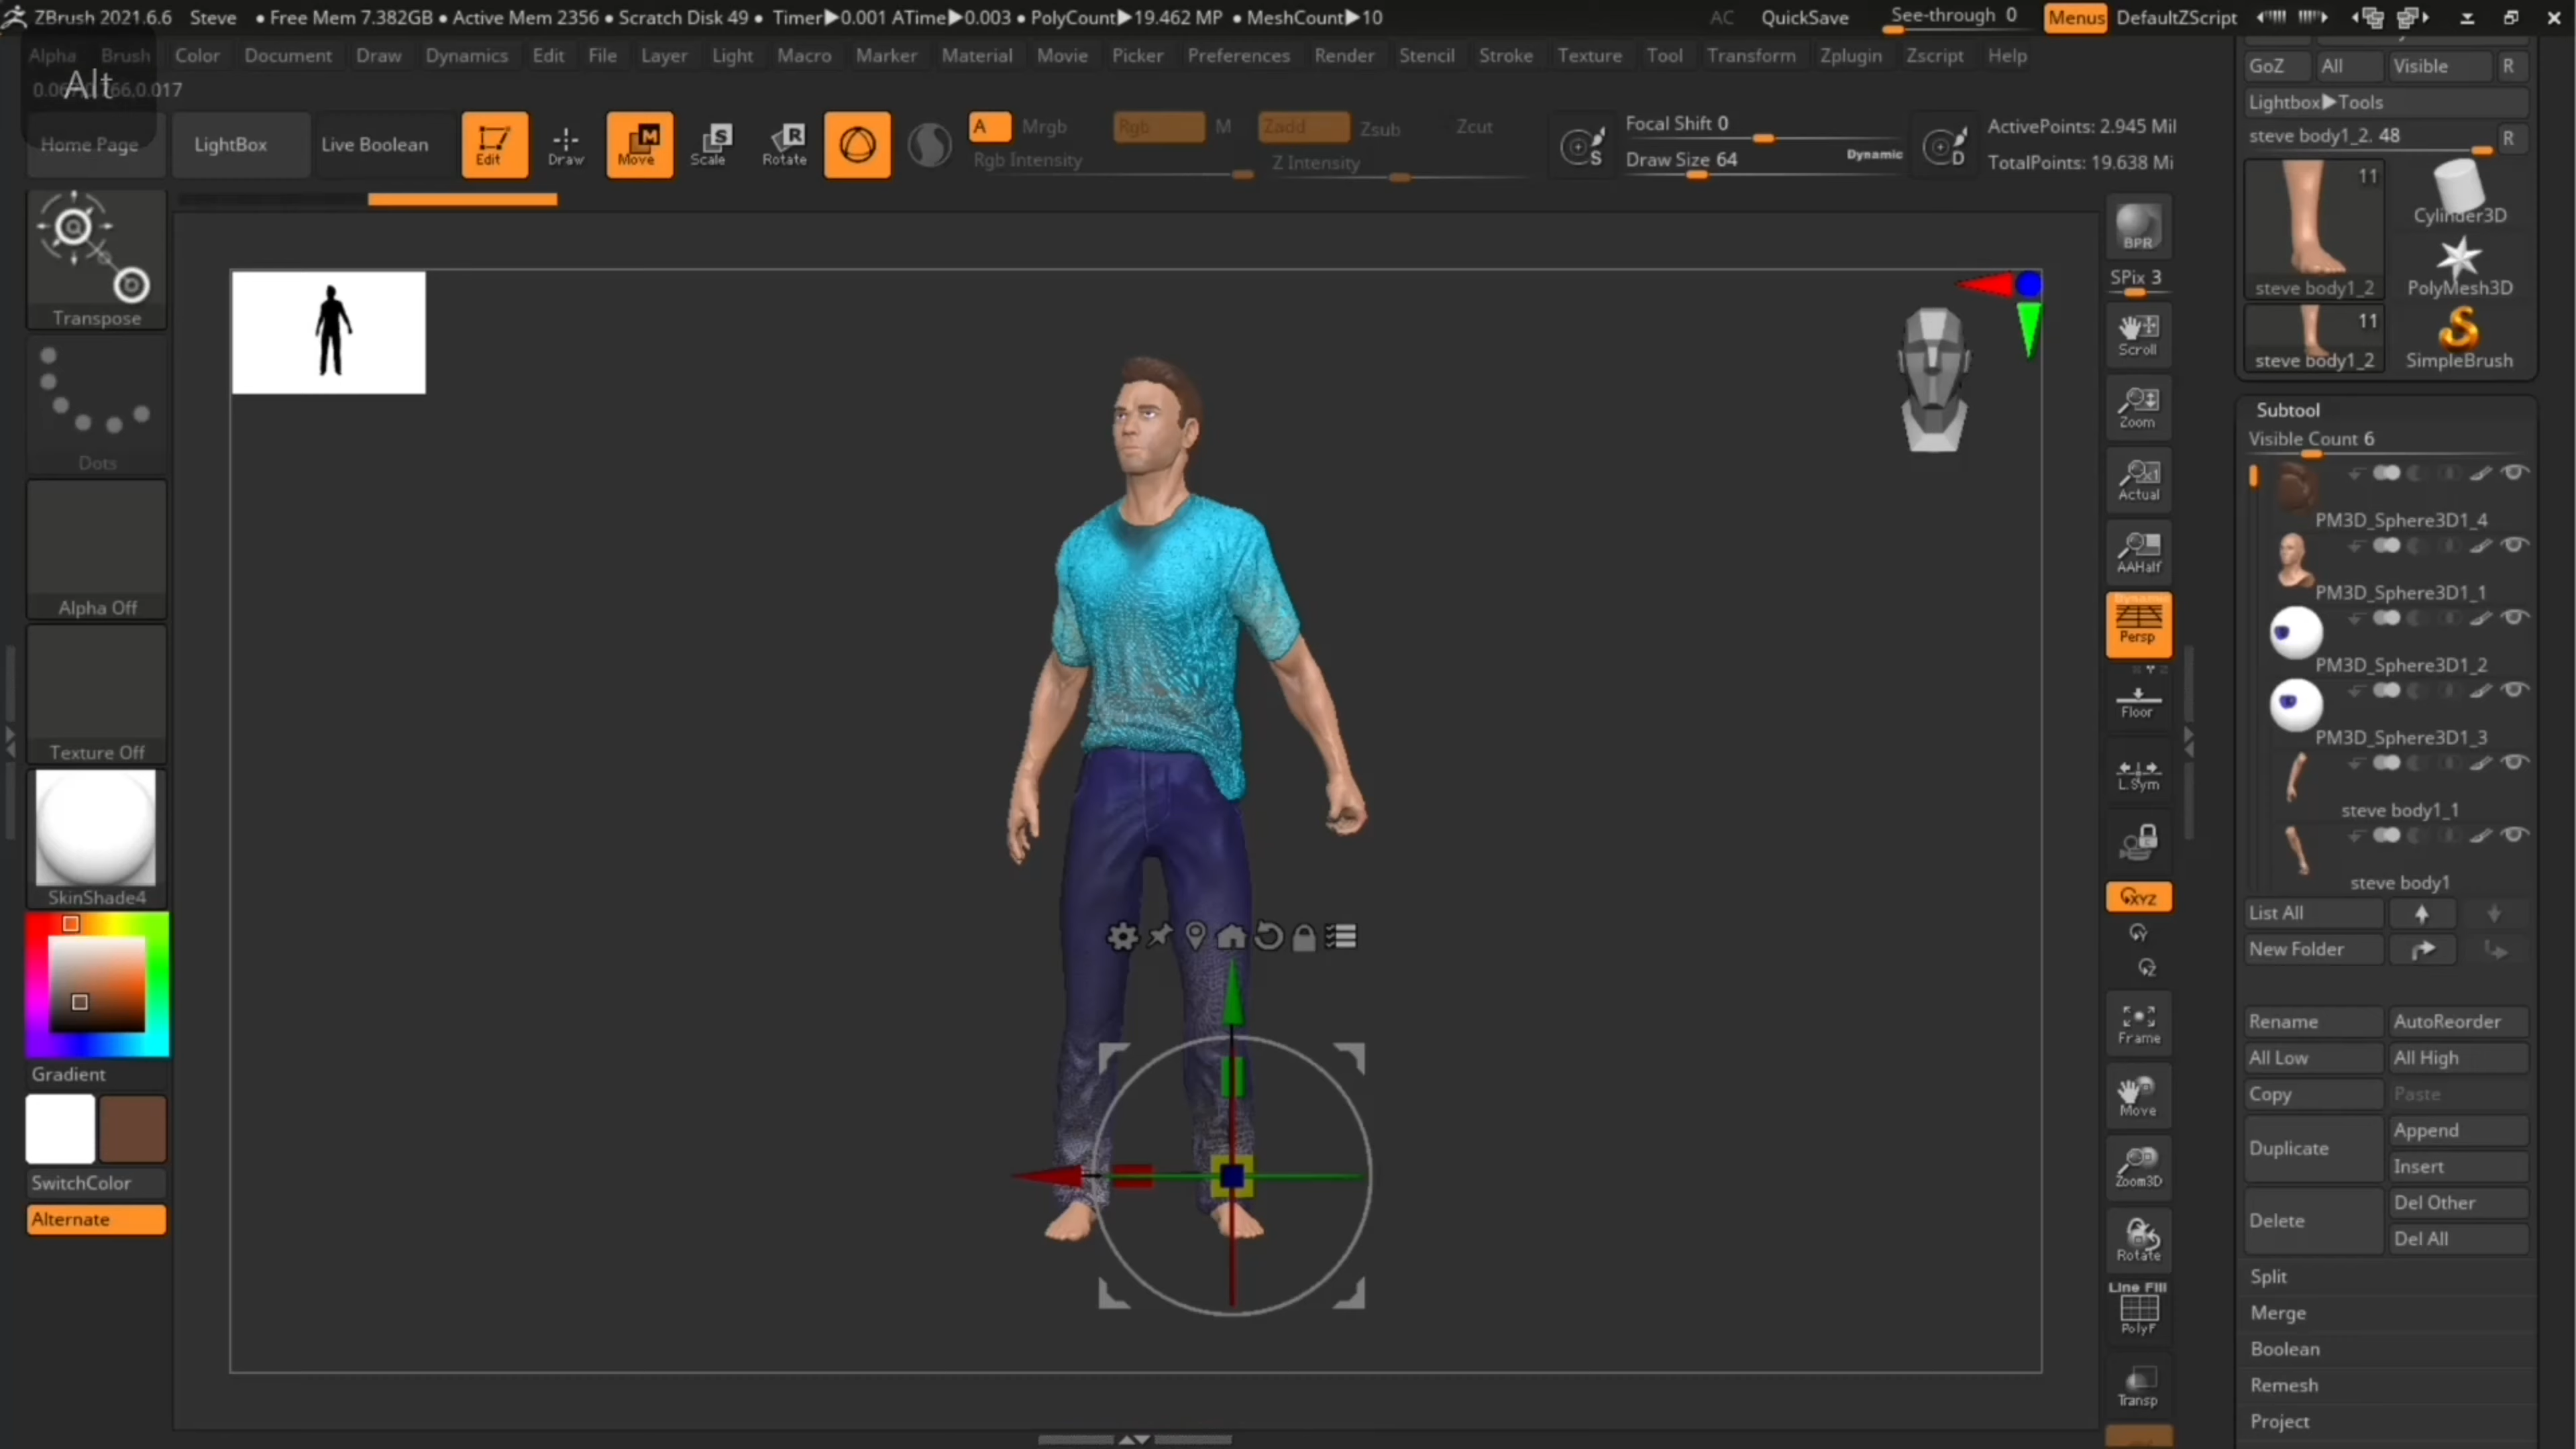 ZBrush 2021.6.6 Steve • Free Mem 7.382GB • Active Mem 2356 • Scratch Disk 49 • Timer▶0.001 ATime▶0.003 • PolyCount▶19.462 MP • MeshCount▶10 AC QuickSave See-through 0 Menus DefaultZScript
Alpha Brush Color Document Draw Dynamics Edit File Layer Light Macro Marker Material Movie Picker Preferences Render Stencil Stroke Texture Tool Transform Zplugin Zscript Help
Alt
Home Page LightBox Live Boolean Edit Draw Move Scale Rotate
A Mrgb Rgb M Zadd Zsub Zcut
Rgb Intensity Z Intensity
S
Focal Shift 0
Draw Size 64 Dynamic
D
ActivePoints: 2.945 Mil
TotalPoints: 19.638 Mi
Transpose
Dots
Alpha Off
Texture Off
SkinShade4
Gradient
SwitchColor
Alternate
BPR
SPix 3
Scroll
Zoom
Actual
AAHalf
Dynamic
Persp
Floor
L.Sym
XYZ
Y
Z
Frame
Move
Zoom3D
Rotate
Line Fill
PolyF
Transp
GoZ All Visible R
Lightbox▶Tools
steve body1_2. 48 R
11
steve body1_2
Cylinder3D
PolyMesh3D
11
steve body1_2
SimpleBrush
Subtool
Visible Count 6
PM3D_Sphere3D1_4
PM3D_Sphere3D1_1
PM3D_Sphere3D1_2
PM3D_Sphere3D1_3
steve body1_1
steve body1
List All
New Folder
Rename AutoReorder
All Low All High
Copy Paste
Duplicate Append
Insert
Delete Del Other
Del All
Split
Merge
Boolean
Remesh
Project